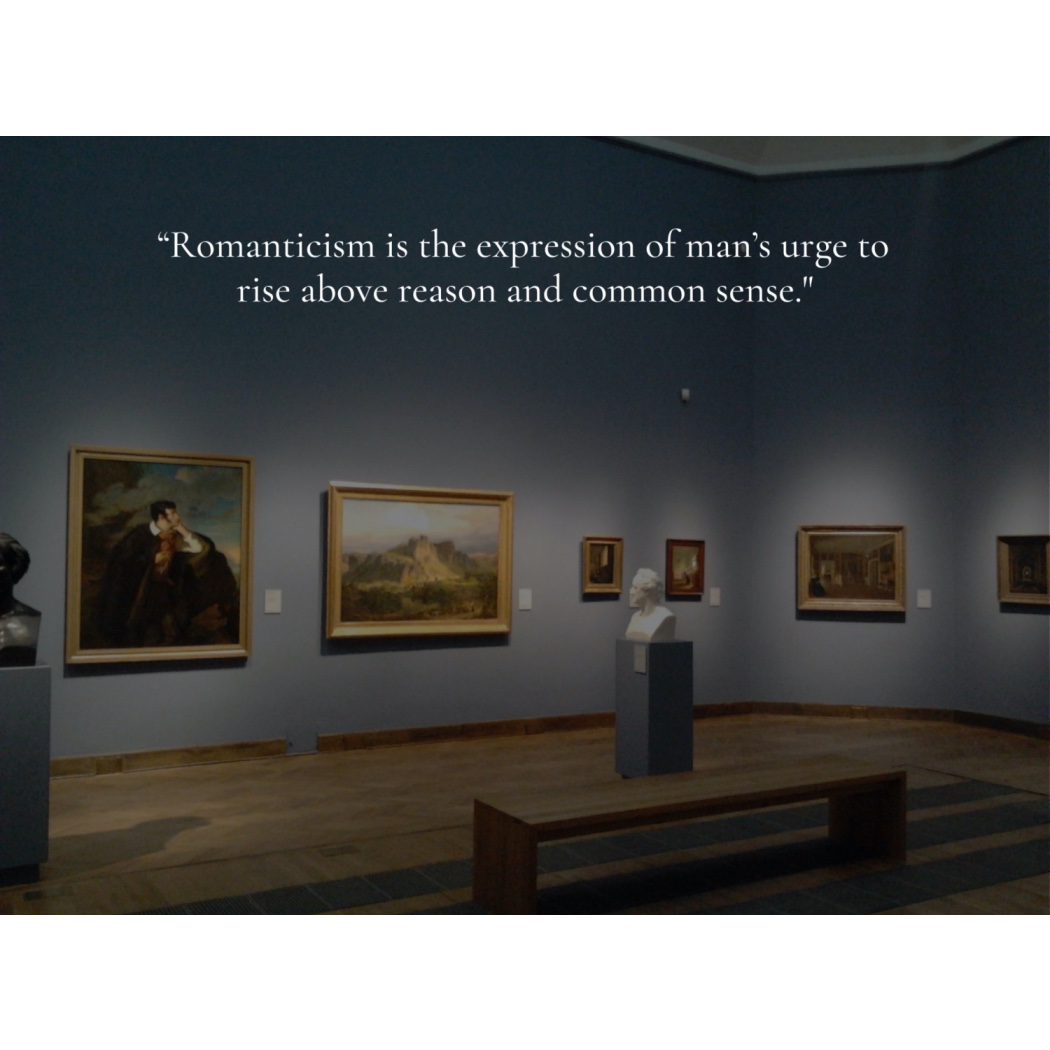 “Romanticism is the expression of man’s urge to
rise above reason and common sense."